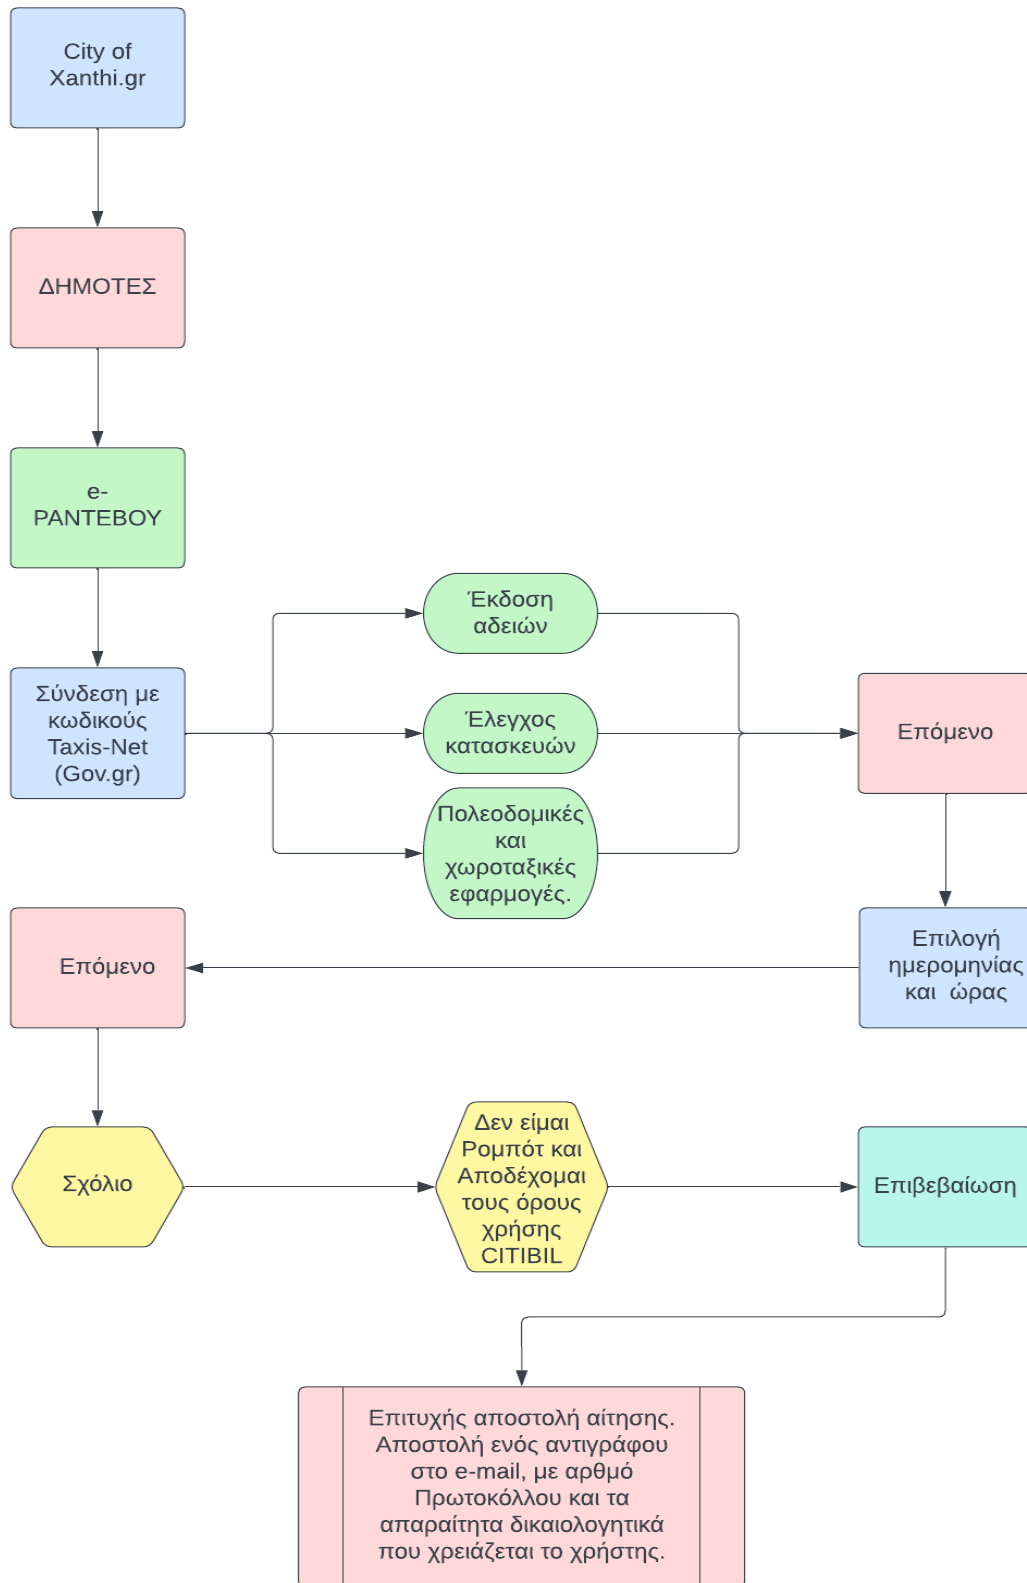 City of
Xanthi.gr
ΔΗΜΟΤΕΣ
e-
ΡΑΝΤΕΒΟΥ
Σύνδεση με
κωδικούς
Taxis-Net
(Gov.gr)
Έκδοση
αδειών
Έλεγχος
κατασκευών
Πολεοδομικές
και
χωροταξικές
εφαρμογές.
Επόμενο
Επιλογή
ημερομηνίας
και ώρας
Επόμενο
Σχόλιο
Δεν είμαι
Ρομπότ και
Αποδέχομαι
τους όρους
χρήσης
CITIBIL
Επιβεβαίωση
Επιτυχής αποστολή αίτησης.
Αποστολή ενός αντιγράφου
στο e-mail, με αρθμό
Πρωτοκόλλου και τα
απαραίτητα δικαιολογητικά
που χρειάζεται το χρήστης.